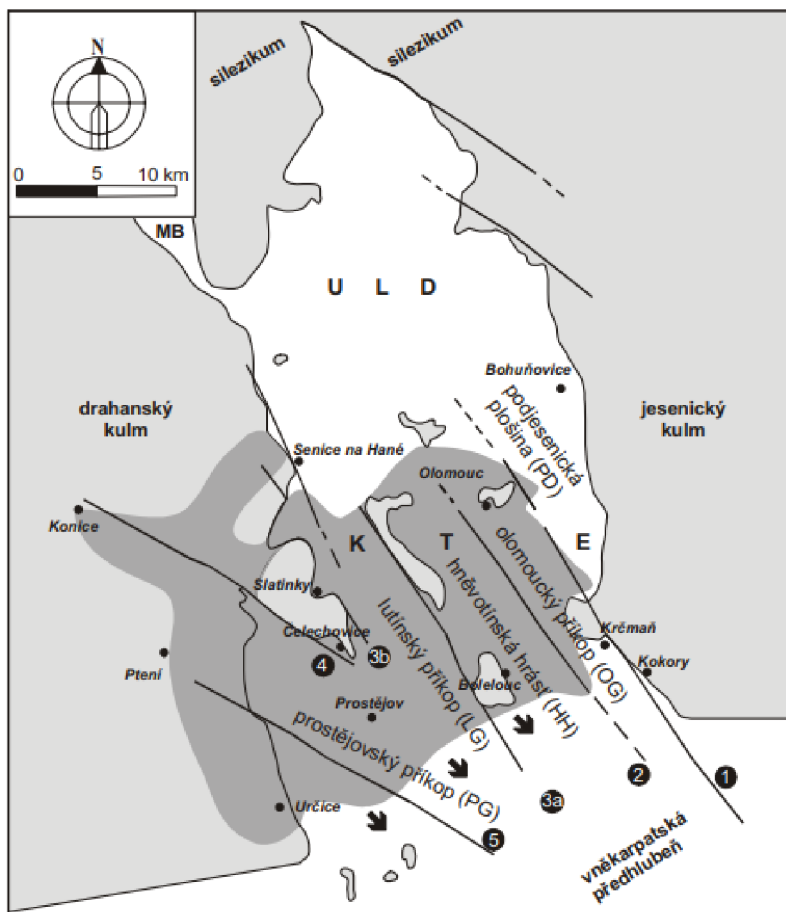 N
0 5 10 km
silezikum
silezikum
MB
U L D
Bohuňovice
drahanský
kulm
jesenický
kulm
podjesenická
plošina (PD)
Senice na Hané
Olomouc
Konice
K T E
olomoucký příkop (OG)
hněvotínská hrásť (HH)
lutínský příkop (LG)
Slatinky
Čelechovice
Krčmaň
Kokory
4
3b
Ptení
Bolelouc
Prostějov
prostějovský příkop (PG)
Určice
1
2
3a
5
vněkarpatská
předhlubeň